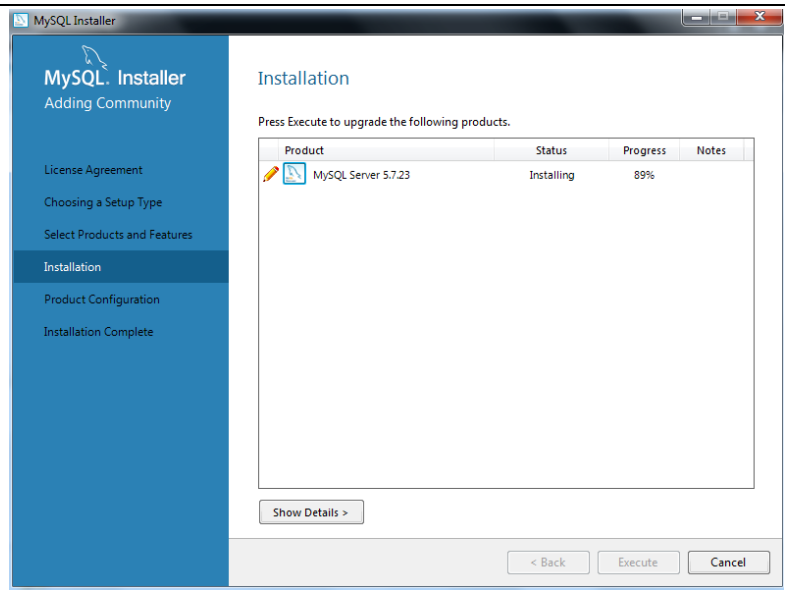 MySQL Installer
MySQL. Installer
Adding Community
License Agreement
Choosing a Setup Type
Select Products and Features
Installation
Product Configuration
Installation Complete
Installation
Press Execute to upgrade the following products.
Product Status Progress Notes
MySQL Server 5.7.23 Installing 89%
Show Details >
< Back Execute Cancel